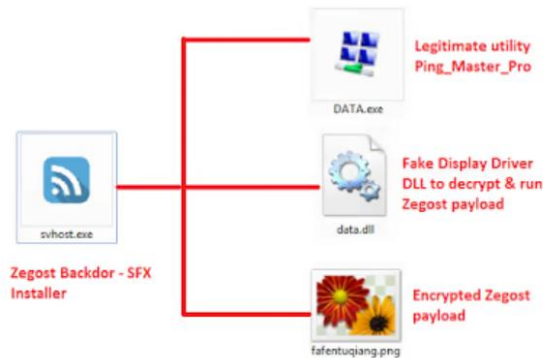 Legitimate utility
Ping_Master_Pro
DATA.exe
Fake Display Driver
DLL to decrypt & run
Zegost payload
svhost.exe
data.dll
Zegost Backdor - SFX
Installer
Encrypted Zegost
payload
fafentuqiang.png